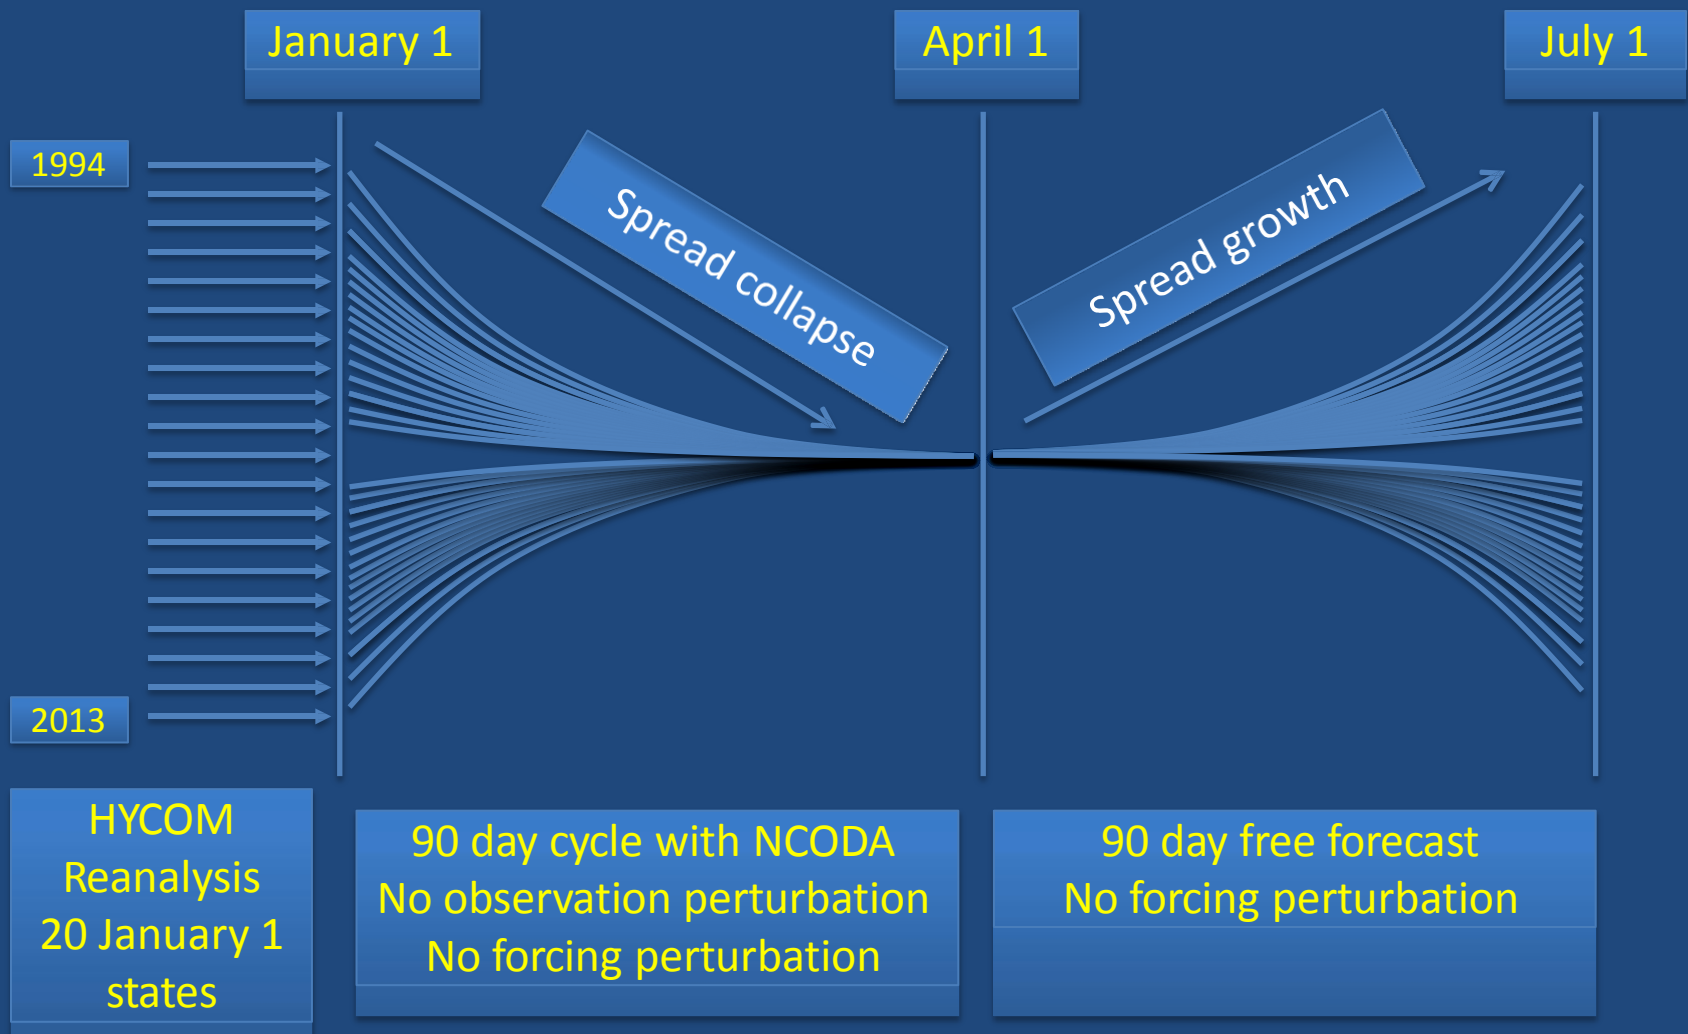 January 1
April 1
July 1
1994
Spread collapse
Spread growth
2013
HYCOM
Reanalysis
20 January 1
states
90 day cycle with NCODA
No observation perturbation
No forcing perturbation
90 day free forecast
No forcing perturbation